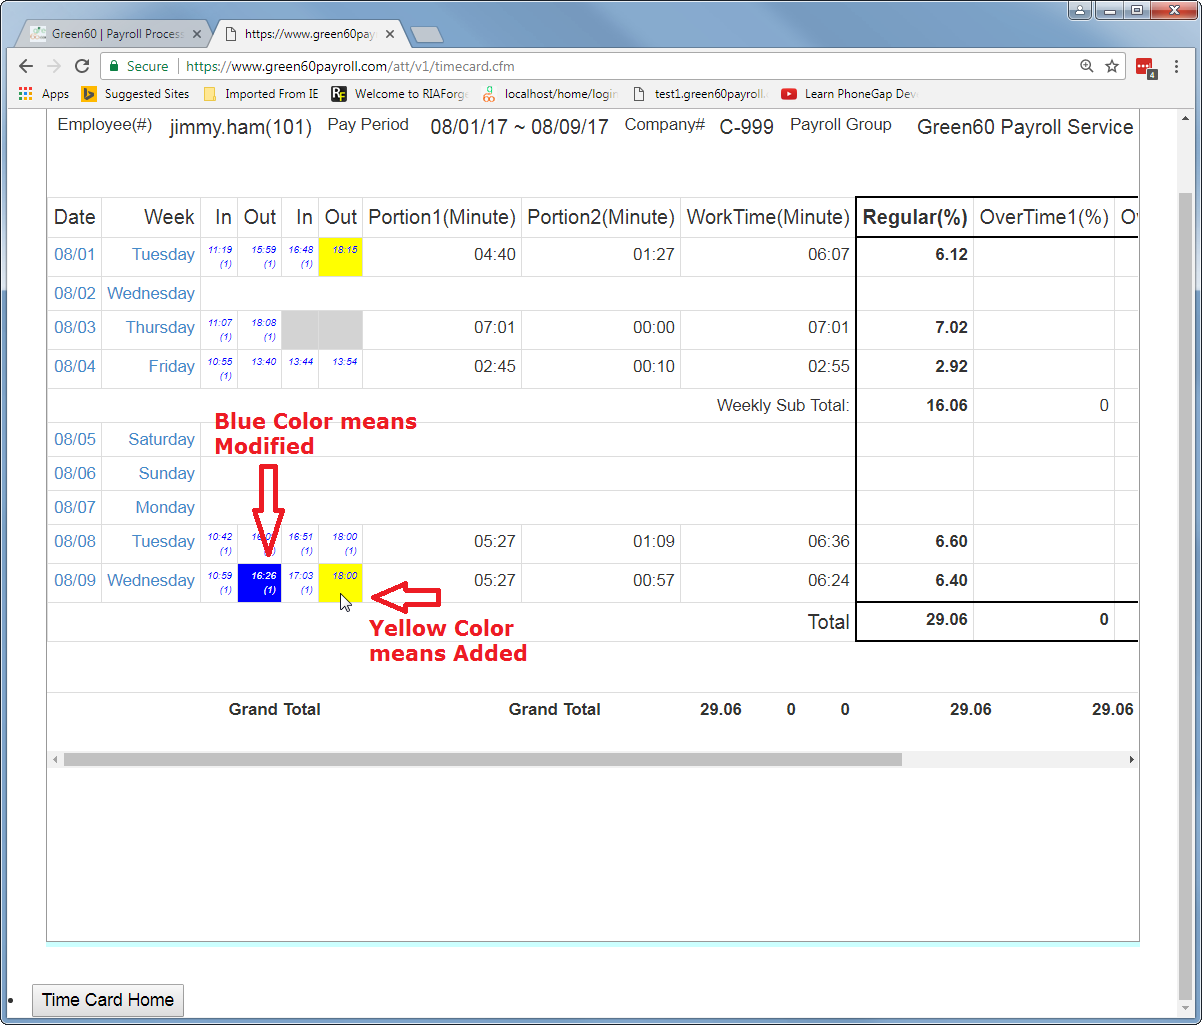 Green60 | Payroll Process
https://www.green60pay
Secure https://www.green60payroll.com/att/v1/timecard.cfm
4
Apps Suggested Sites Imported From IE RF Welcome to RIAForge localhost/home/login test1.green60payroll. Learn PhoneGap Dev
Employee(#) jimmy.ham(101) Pay Period 08/01/17 ~ 08/09/17 Company# C-999 Payroll Group Green60 Payroll Service
Date Week In Out In Out Portion1(Minute) Portion2(Minute) WorkTime(Minute) Regular(%) OverTime1(%) O
08/01 Tuesday 11:19 15:59 16:48 18:15 04:40 01:27 06:07 6.12
(1) (1) (1)
08/02 Wednesday
08/03 Thursday 11:07 18:08 07:01 00:00 07:01 7.02
(1) (1)
08/04 Friday 10:55 13:40 13:44 13:54 02:45 00:10 02:55 2.92
(1)
Weekly Sub Total: 16.06 0
Blue Color means
Modified
08/05 Saturday
08/06 Sunday
08/07 Monday
08/08 Tuesday 10:42 16:51 18:00 05:27 01:09 06:36 6.60
(1) (1) (1)
08/09 Wednesday 10:59 16:26 17:03 18:00 05:27 00:57 06:24 6.40
(1) (1) (1)
Total 29.06 0
Yellow Color
means Added
Grand Total Grand Total 29.06 0 0 29.06 29.06
Time Card Home